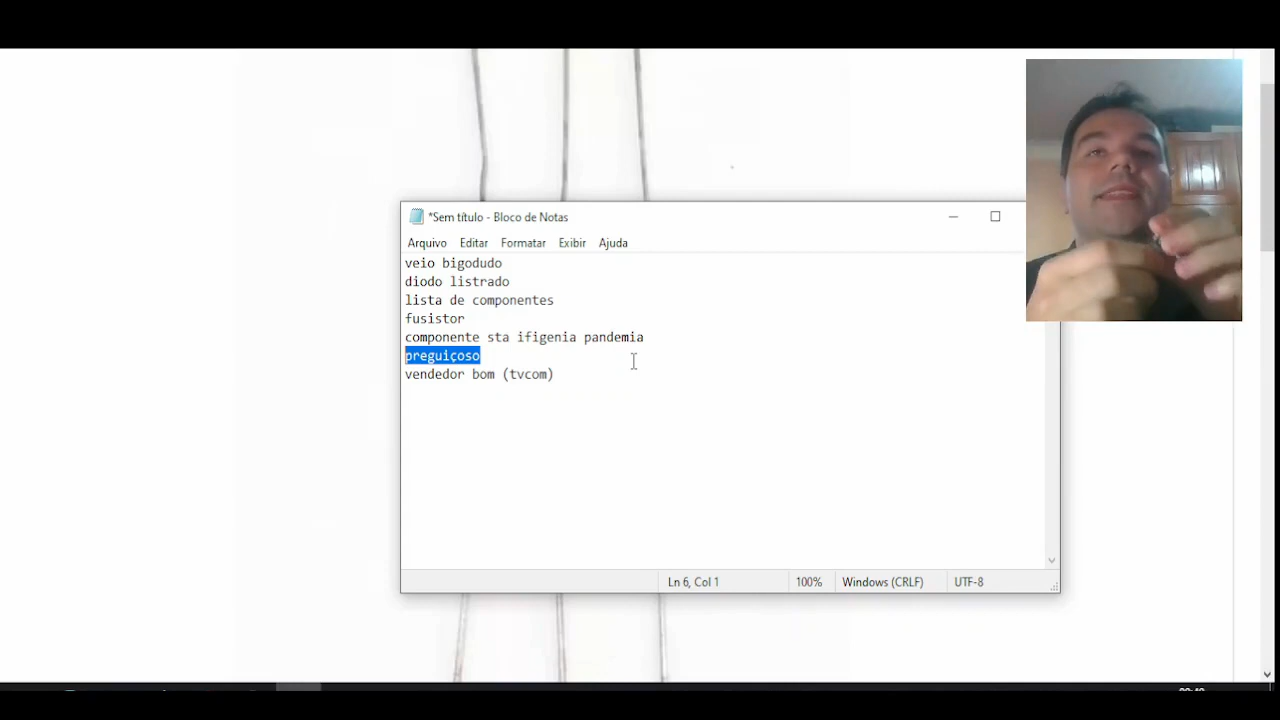 *Sem título - Bloco de Notas
Arquivo Editar Formatar Exibir Ajuda
veio bigodudo
diodo listrado
lista de componentes
fusistor
componente sta ifigenia pandemia
preguiçoso
vendedor bom (tvcom)
Ln 6, Col 1 100% Windows (CRLF) UTF-8